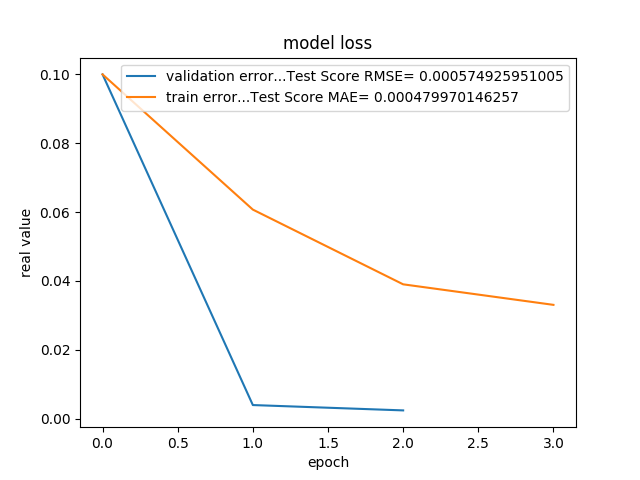 model loss
validation error...Test Score RMSE= 0.000574925951005
train error...Test Score MAE= 0.000479970146257
0.10
0.08
0.06
0.04
0.02
0.00
real value
0.0 0.5 1.0 1.5 2.0 2.5 3.0
epoch